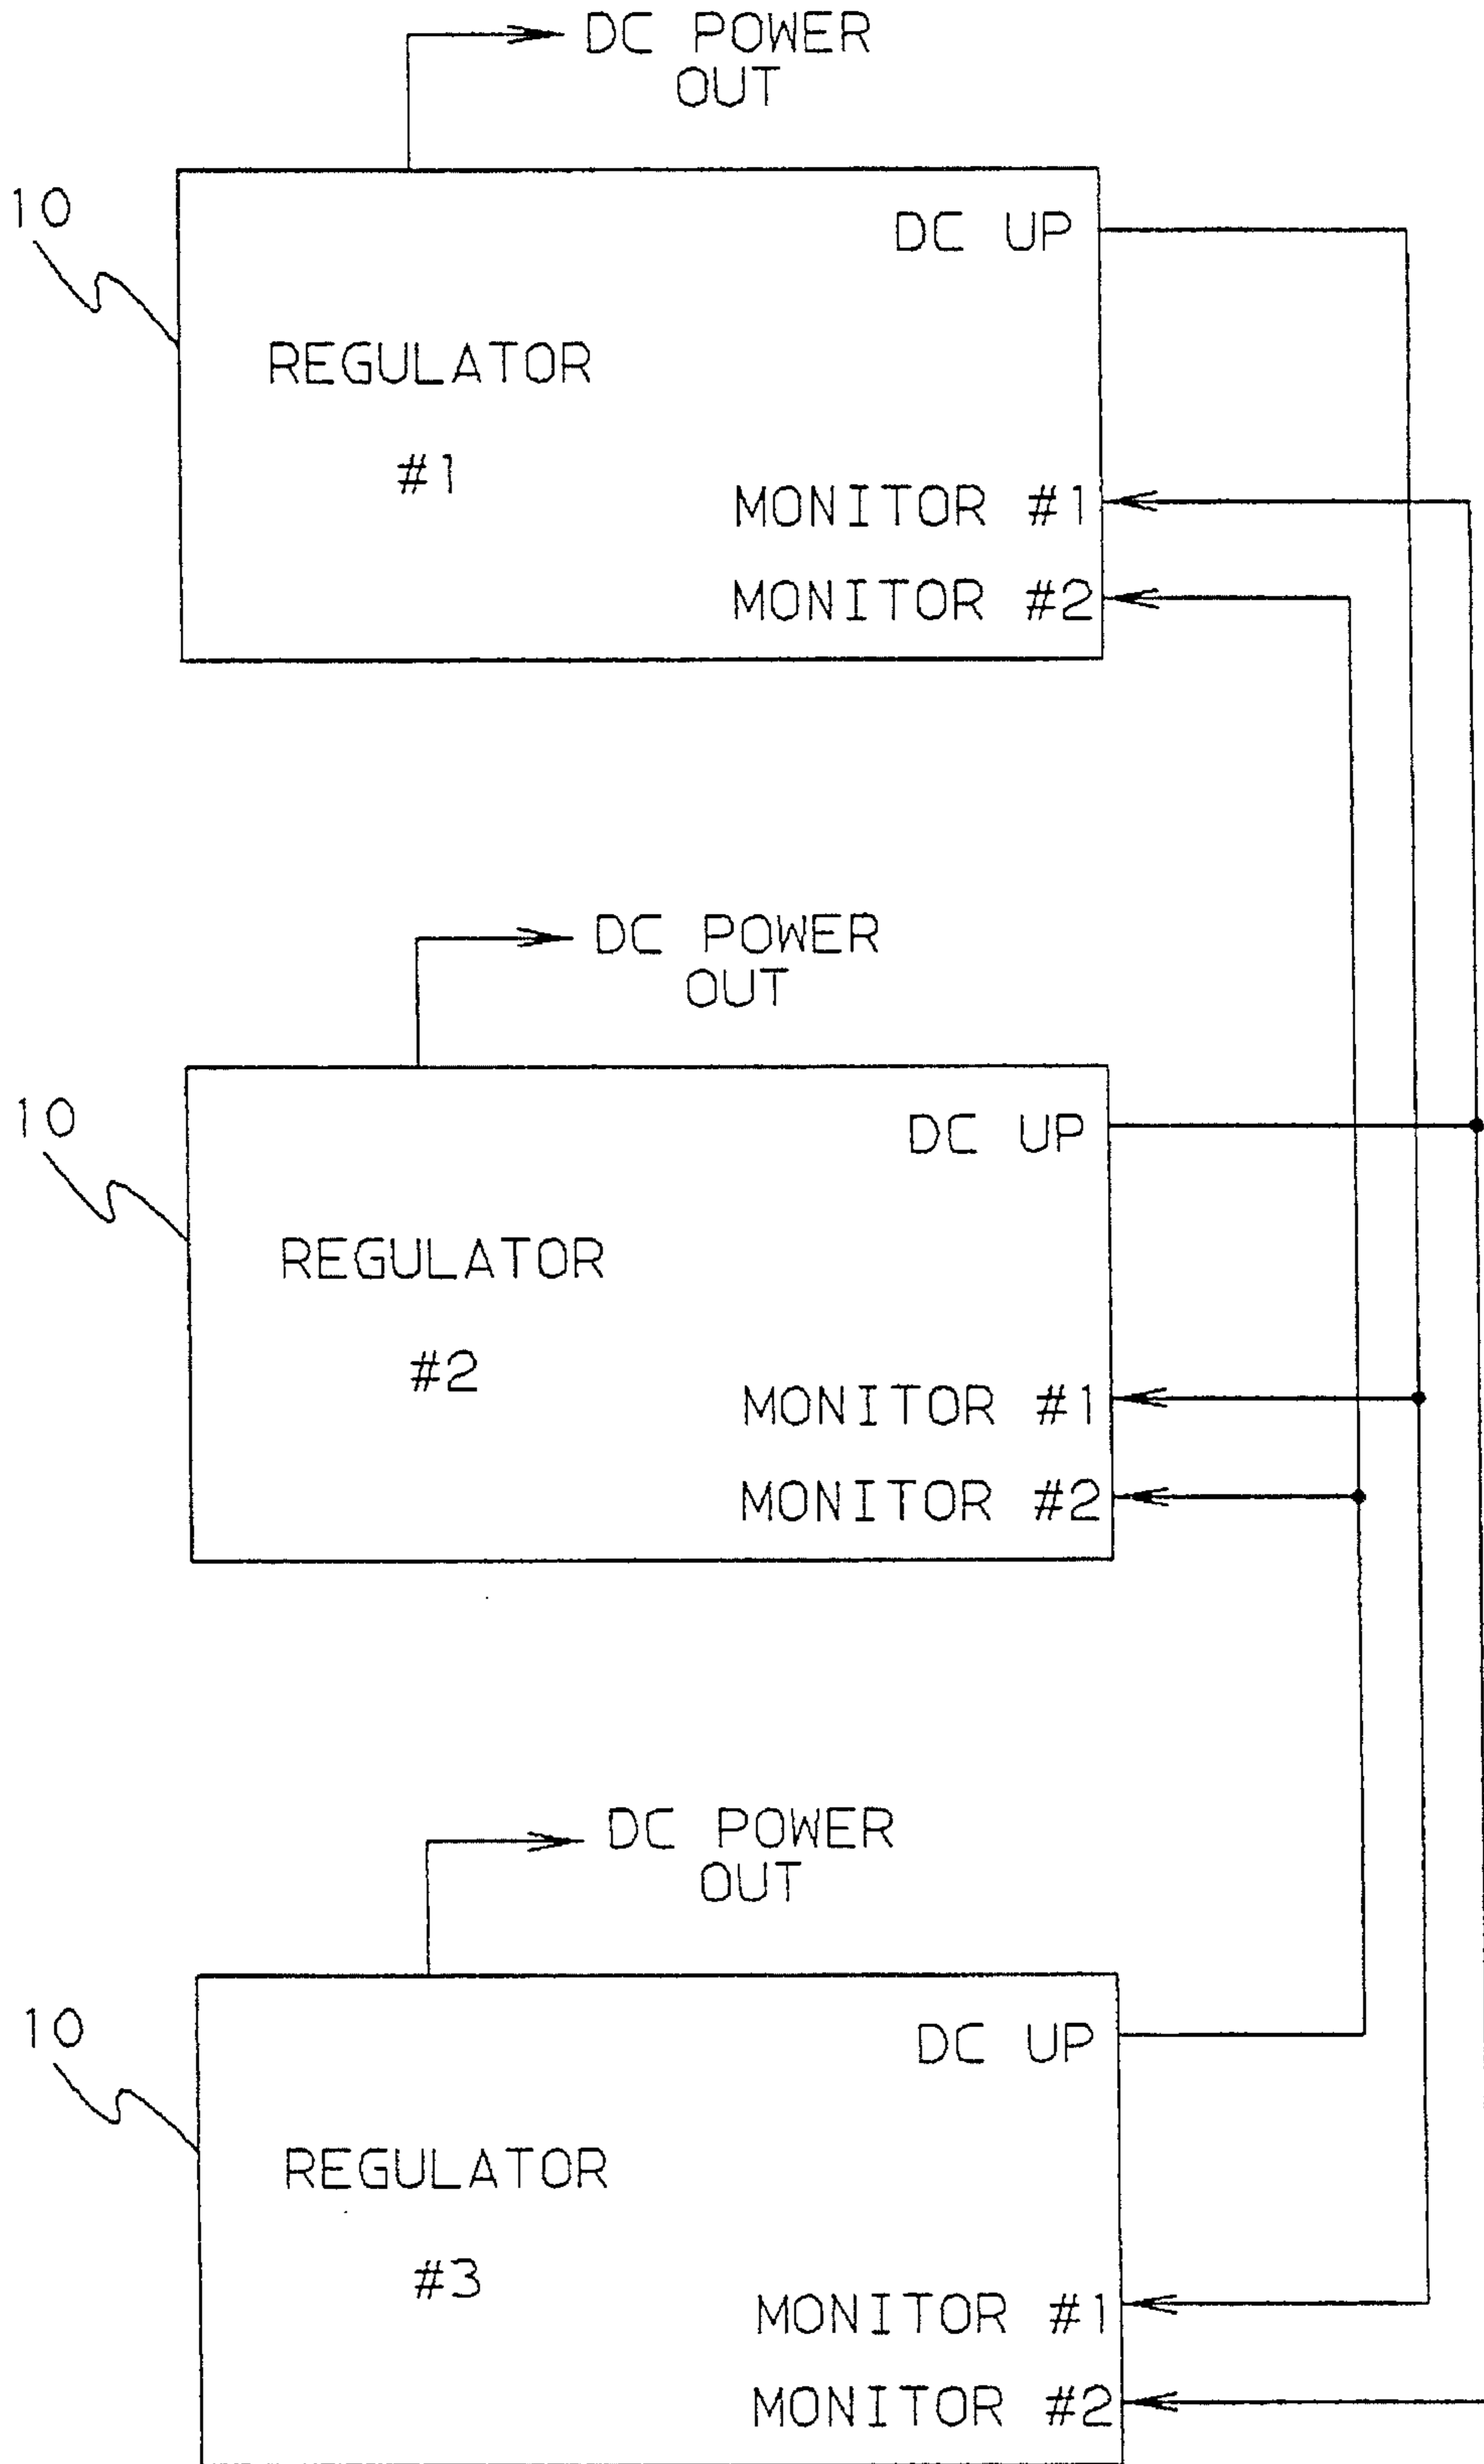 DC POWER
OUT
10
DC UP
REGULATOR
#1
MONITOR #1
MONITOR #2
DC POWER
OUT
10
DC UP
REGULATOR
#2
MONITOR #1
MONITOR #2
DC POWER
OUT
10
DC UP
REGULATOR
#3
MONITOR #1
MONITOR #2